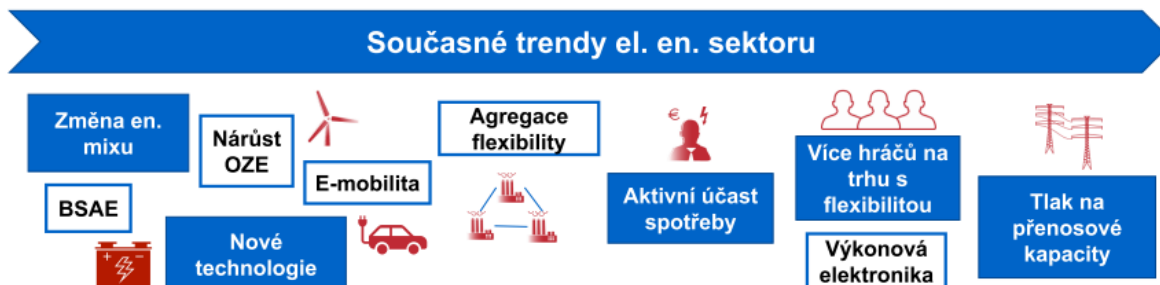 Současné trendy el. en. sektoru
Změna en.
mixu
Nárůst
OZE
BSAE
E-mobilita
Nové
technologie
Agregace
flexibility
€
Aktivní účast
spotřeby
Více hráčů na
trhu s
flexibilitou
Výkonová
elektronika
Tlak na
přenosové
kapacity